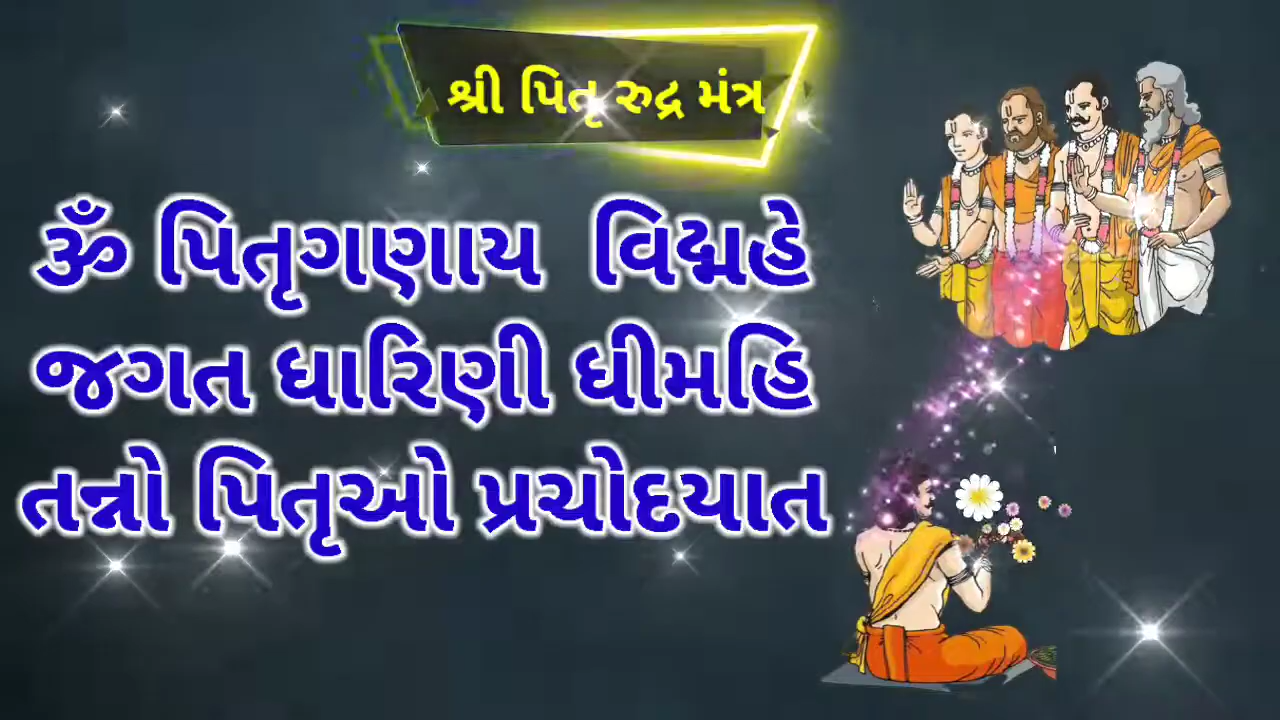 શ્રી પિતૃ રુદ્ર મંત્ર
ૐ પિતૃગણાય વિદ્મહે
જગત ધારિણી ધીમહિ
તન્નો પિતૃઓ પ્રચોદયાત